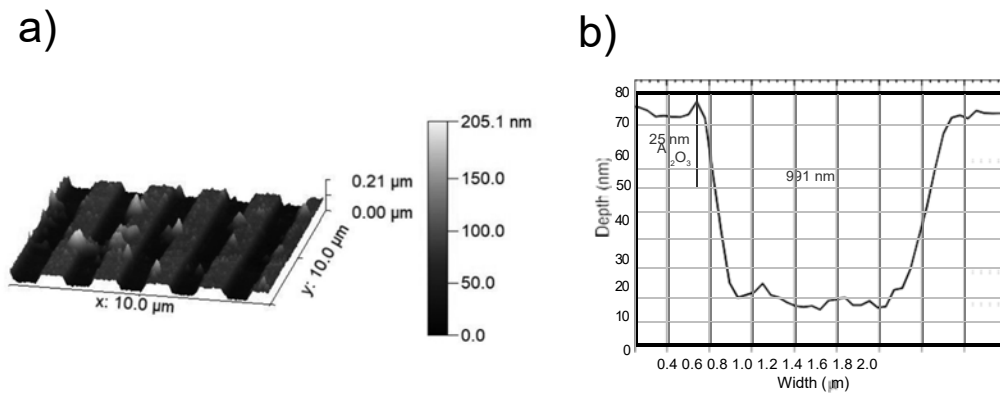 a)
205.1 nm
150.0
100.0
50.0
0.0
0.21 µm
0.00 µm
y: 10.0 µm
x: 10.0 µm
b)
80
70
60
50
40
30
20
10
0
Depth (nm)
25 nm
A
₂O₃
991 nm
0.4 0.6 0.8 1.0 1.2 1.4 1.6 1.8 2.0
Width (µm)